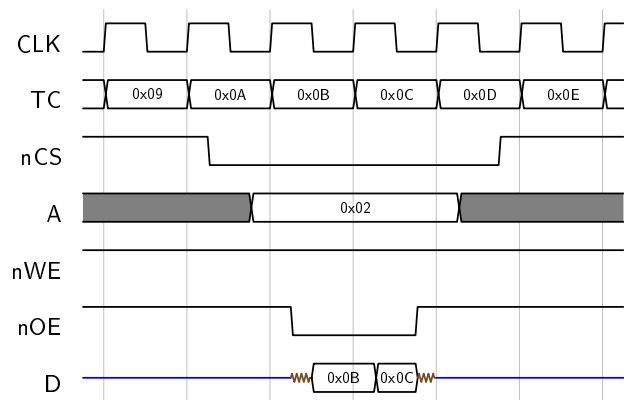 CLK
TC 0x09 0x0A 0x0B 0x0C 0x0D 0x0E
nCS
A 0x02
nWE
nOE
D 0x0B 0x0C